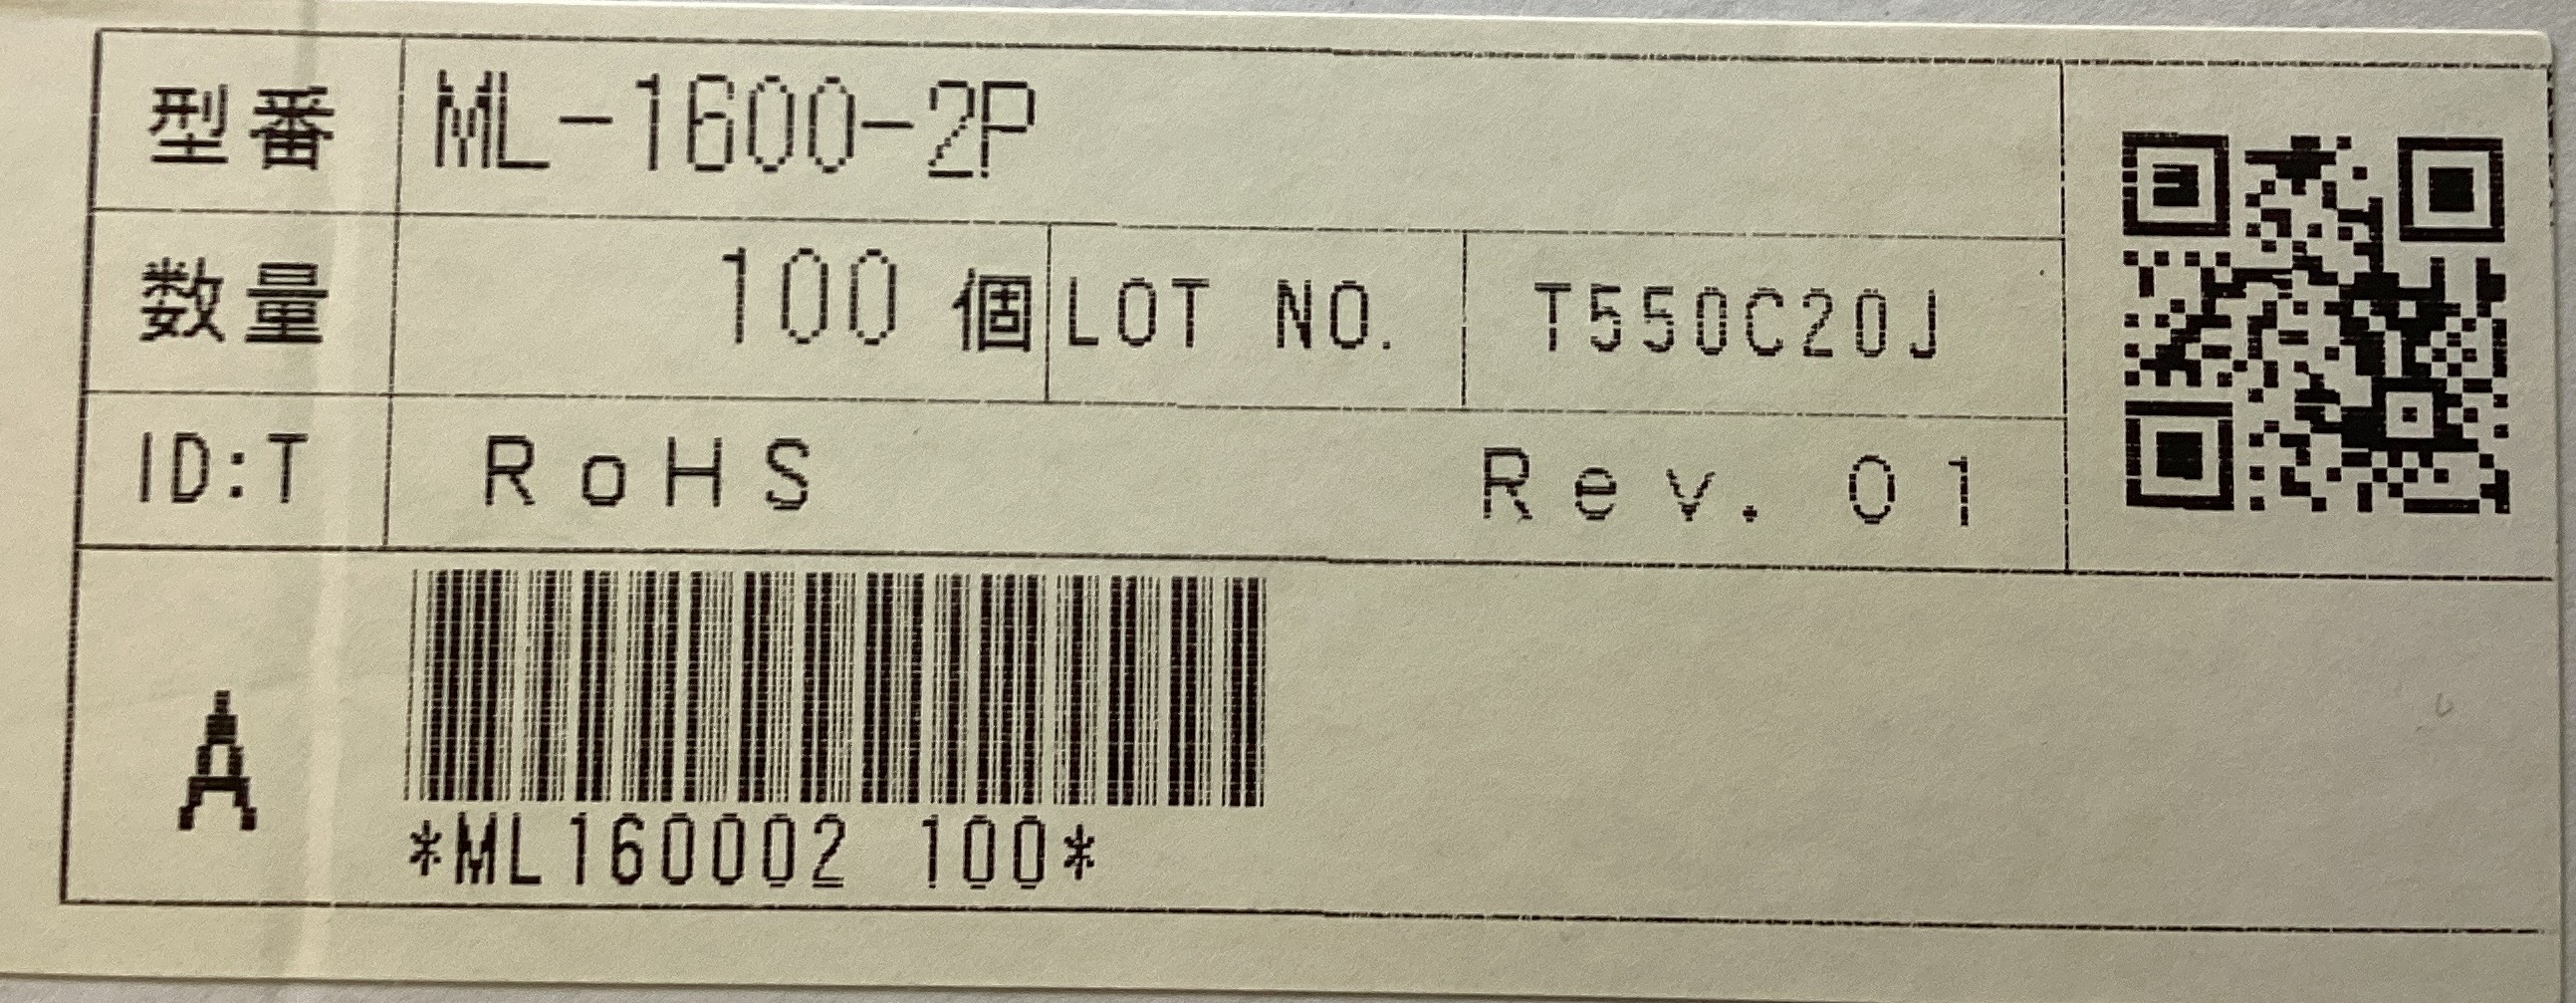 型番 ML-1600-2P
数量 100 個 LOT NO. T550C20J
ID:T RoHS Rev. 01
A
*ML160002 100*